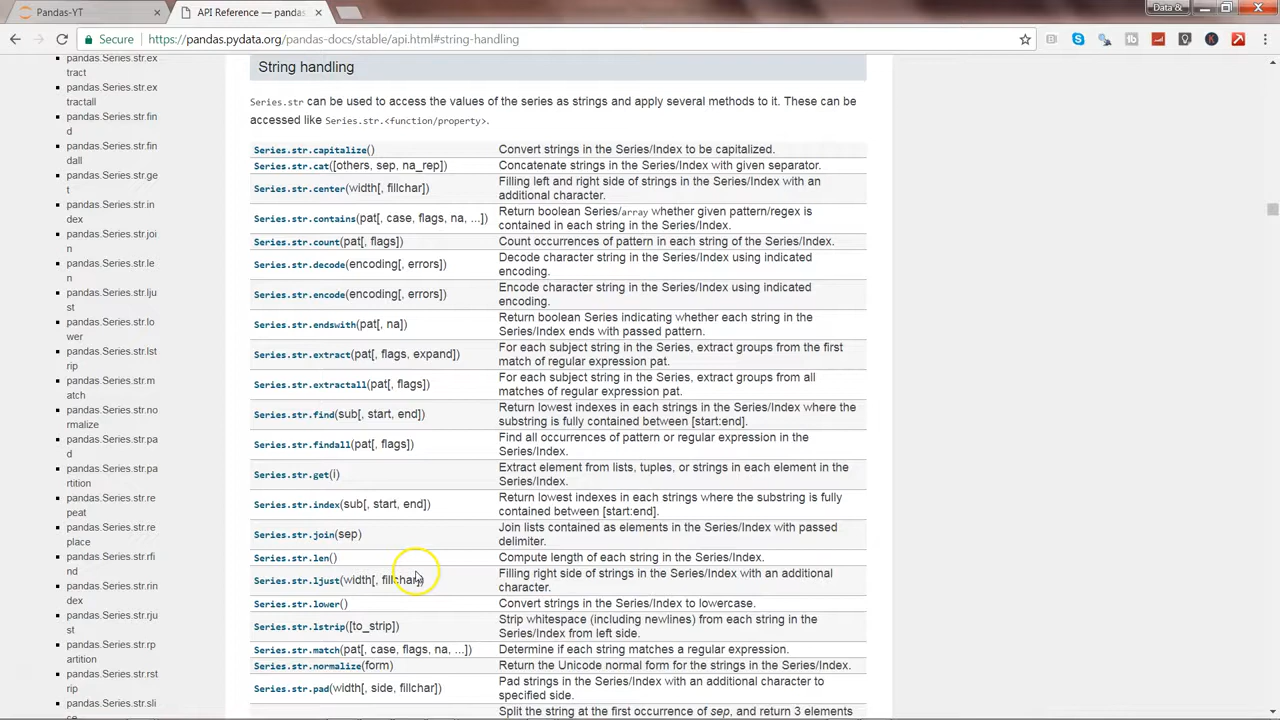 Pandas-YT
API Reference — pandas
Data &
Secure
https://pandas.pydata.org/pandas-docs/stable/api.html#string-handling
pandas.Series.str.ex
tract
pandas.Series.str.ex
tractall
pandas.Series.str.fin
d
pandas.Series.str.fin
dall
pandas.Series.str.ge
t
pandas.Series.str.in
dex
pandas.Series.str.joi
n
pandas.Series.str.le
n
pandas.Series.str.lju
st
pandas.Series.str.lo
wer
pandas.Series.str.lst
rip
pandas.Series.str.m
atch
pandas.Series.str.no
rmalize
pandas.Series.str.pa
d
pandas.Series.str.pa
rtition
pandas.Series.str.re
peat
pandas.Series.str.re
place
pandas.Series.str.rfi
nd
pandas.Series.str.rin
dex
pandas.Series.str.rju
st
pandas.Series.str.rp
artition
pandas.Series.str.rst
rip
pandas.Series.str.sli
String handling
Series.str can be used to access the values of the series as strings and apply several methods to it. These can be
accessed like Series.str.<function/property>.
Series.str.capitalize() Convert strings in the Series/Index to be capitalized.
Series.str.cat([others, sep, na_rep]) Concatenate strings in the Series/Index with given separator.
Series.str.center(width[, fillchar]) Filling left and right side of strings in the Series/Index with an
additional character.
Series.str.contains(pat[, case, flags, na, ...]) Return boolean Series/array whether given pattern/regex is
contained in each string in the Series/Index.
Series.str.count(pat[, flags]) Count occurrences of pattern in each string of the Series/Index.
Series.str.decode(encoding[, errors]) Decode character string in the Series/Index using indicated
encoding.
Series.str.encode(encoding[, errors]) Encode character string in the Series/Index using indicated
encoding.
Series.str.endswith(pat[, na]) Return boolean Series indicating whether each string in the
Series/Index ends with passed pattern.
Series.str.extract(pat[, flags, expand]) For each subject string in the Series, extract groups from the first
match of regular expression pat.
Series.str.extractall(pat[, flags]) For each subject string in the Series, extract groups from all
matches of regular expression pat.
Series.str.find(sub[, start, end]) Return lowest indexes in each strings in the Series/Index where the
substring is fully contained between [start:end].
Series.str.findall(pat[, flags]) Find all occurrences of pattern or regular expression in the
Series/Index.
Series.str.get(i) Extract element from lists, tuples, or strings in each element in the
Series/Index.
Series.str.index(sub[, start, end]) Return lowest indexes in each strings where the substring is fully
contained between [start:end].
Series.str.join(sep) Join lists contained as elements in the Series/Index with passed
delimiter.
Series.str.len() Compute length of each string in the Series/Index.
Series.str.ljust(width[, fillchar]) Filling right side of strings in the Series/Index with an additional
character.
Series.str.lower() Convert strings in the Series/Index to lowercase.
Series.str.lstrip([to_strip]) Strip whitespace (including newlines) from each string in the
Series/Index from left side.
Series.str.match(pat[, case, flags, na, ...]) Determine if each string matches a regular expression.
Series.str.normalize(form) Return the Unicode normal form for the strings in the Series/Index.
Series.str.pad(width[, side, fillchar]) Pad strings in the Series/Index with an additional character to
specified side.
Split the string at the first occurrence of sep, and return 3 elements